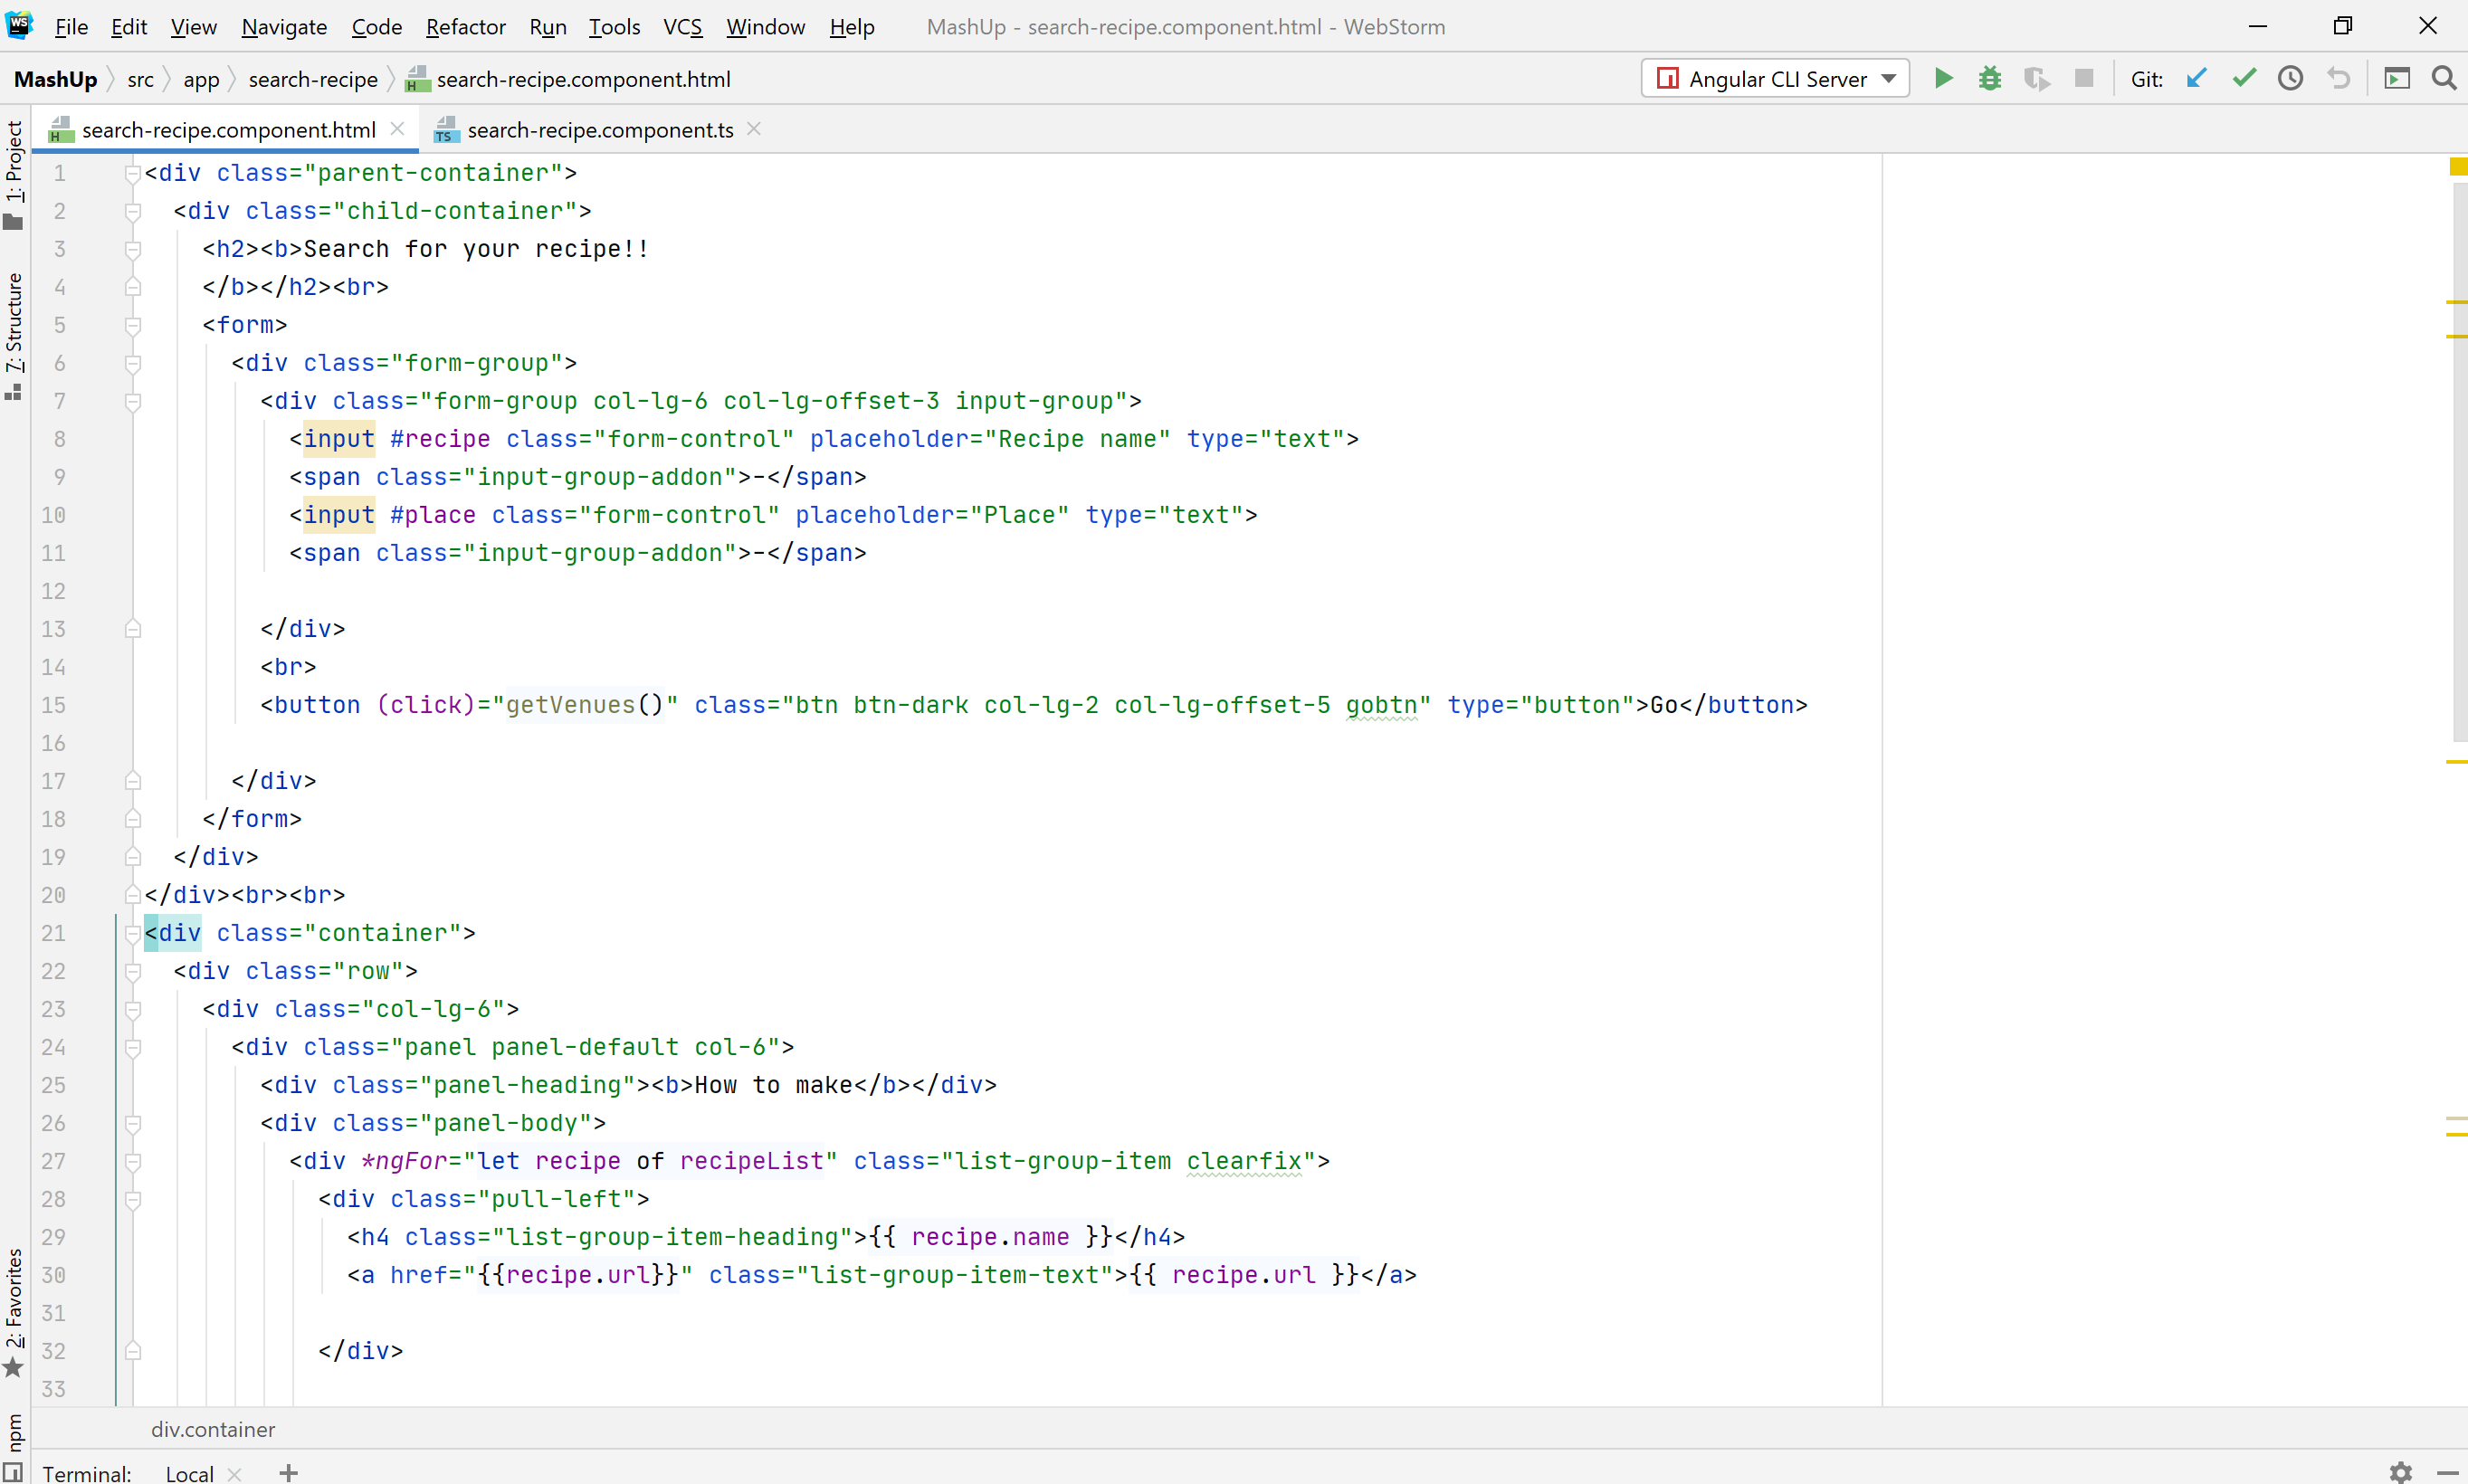 WS File Edit View Navigate Code Refactor Run Tools VCS Window Help MashUp - search-recipe.component.html - WebStorm
MashUp src app search-recipe H search-recipe.component.html Angular CLI Server Git:
H search-recipe.component.html TS search-recipe.component.ts
1: Project
7: Structure
2: Favorites
npm
1 <div class="parent-container">
2 <div class="child-container">
3 <h2><b>Search for your recipe!!
4 </b></h2><br>
5 <form>
6 <div class="form-group">
7 <div class="form-group col-lg-6 col-lg-offset-3 input-group">
8 <input #recipe class="form-control" placeholder="Recipe name" type="text">
9 <span class="input-group-addon">-</span>
10 <input #place class="form-control" placeholder="Place" type="text">
11 <span class="input-group-addon">-</span>
12
13 </div>
14 <br>
15 <button (click)="getVenues()" class="btn btn-dark col-lg-2 col-lg-offset-5 gobtn" type="button">Go</button>
16
17 </div>
18 </form>
19 </div>
20 </div><br><br>
21 <div class="container">
22 <div class="row">
23 <div class="col-lg-6">
24 <div class="panel panel-default col-6">
25 <div class="panel-heading"><b>How to make</b></div>
26 <div class="panel-body">
27 <div *ngFor="let recipe of recipeList" class="list-group-item clearfix">
28 <div class="pull-left">
29 <h4 class="list-group-item-heading">{{ recipe.name }}</h4>
30 <a href="{{recipe.url}}" class="list-group-item-text">{{ recipe.url }}</a>
31
32 </div>
33
div.container
Terminal: Local